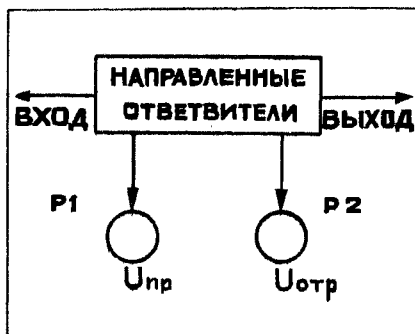 НАПРАВЛЕННЫЕ
ОТВЕТВИТЕЛИ
ВХОД
ВЫХОД
P1
P2
Uпр
Uотр